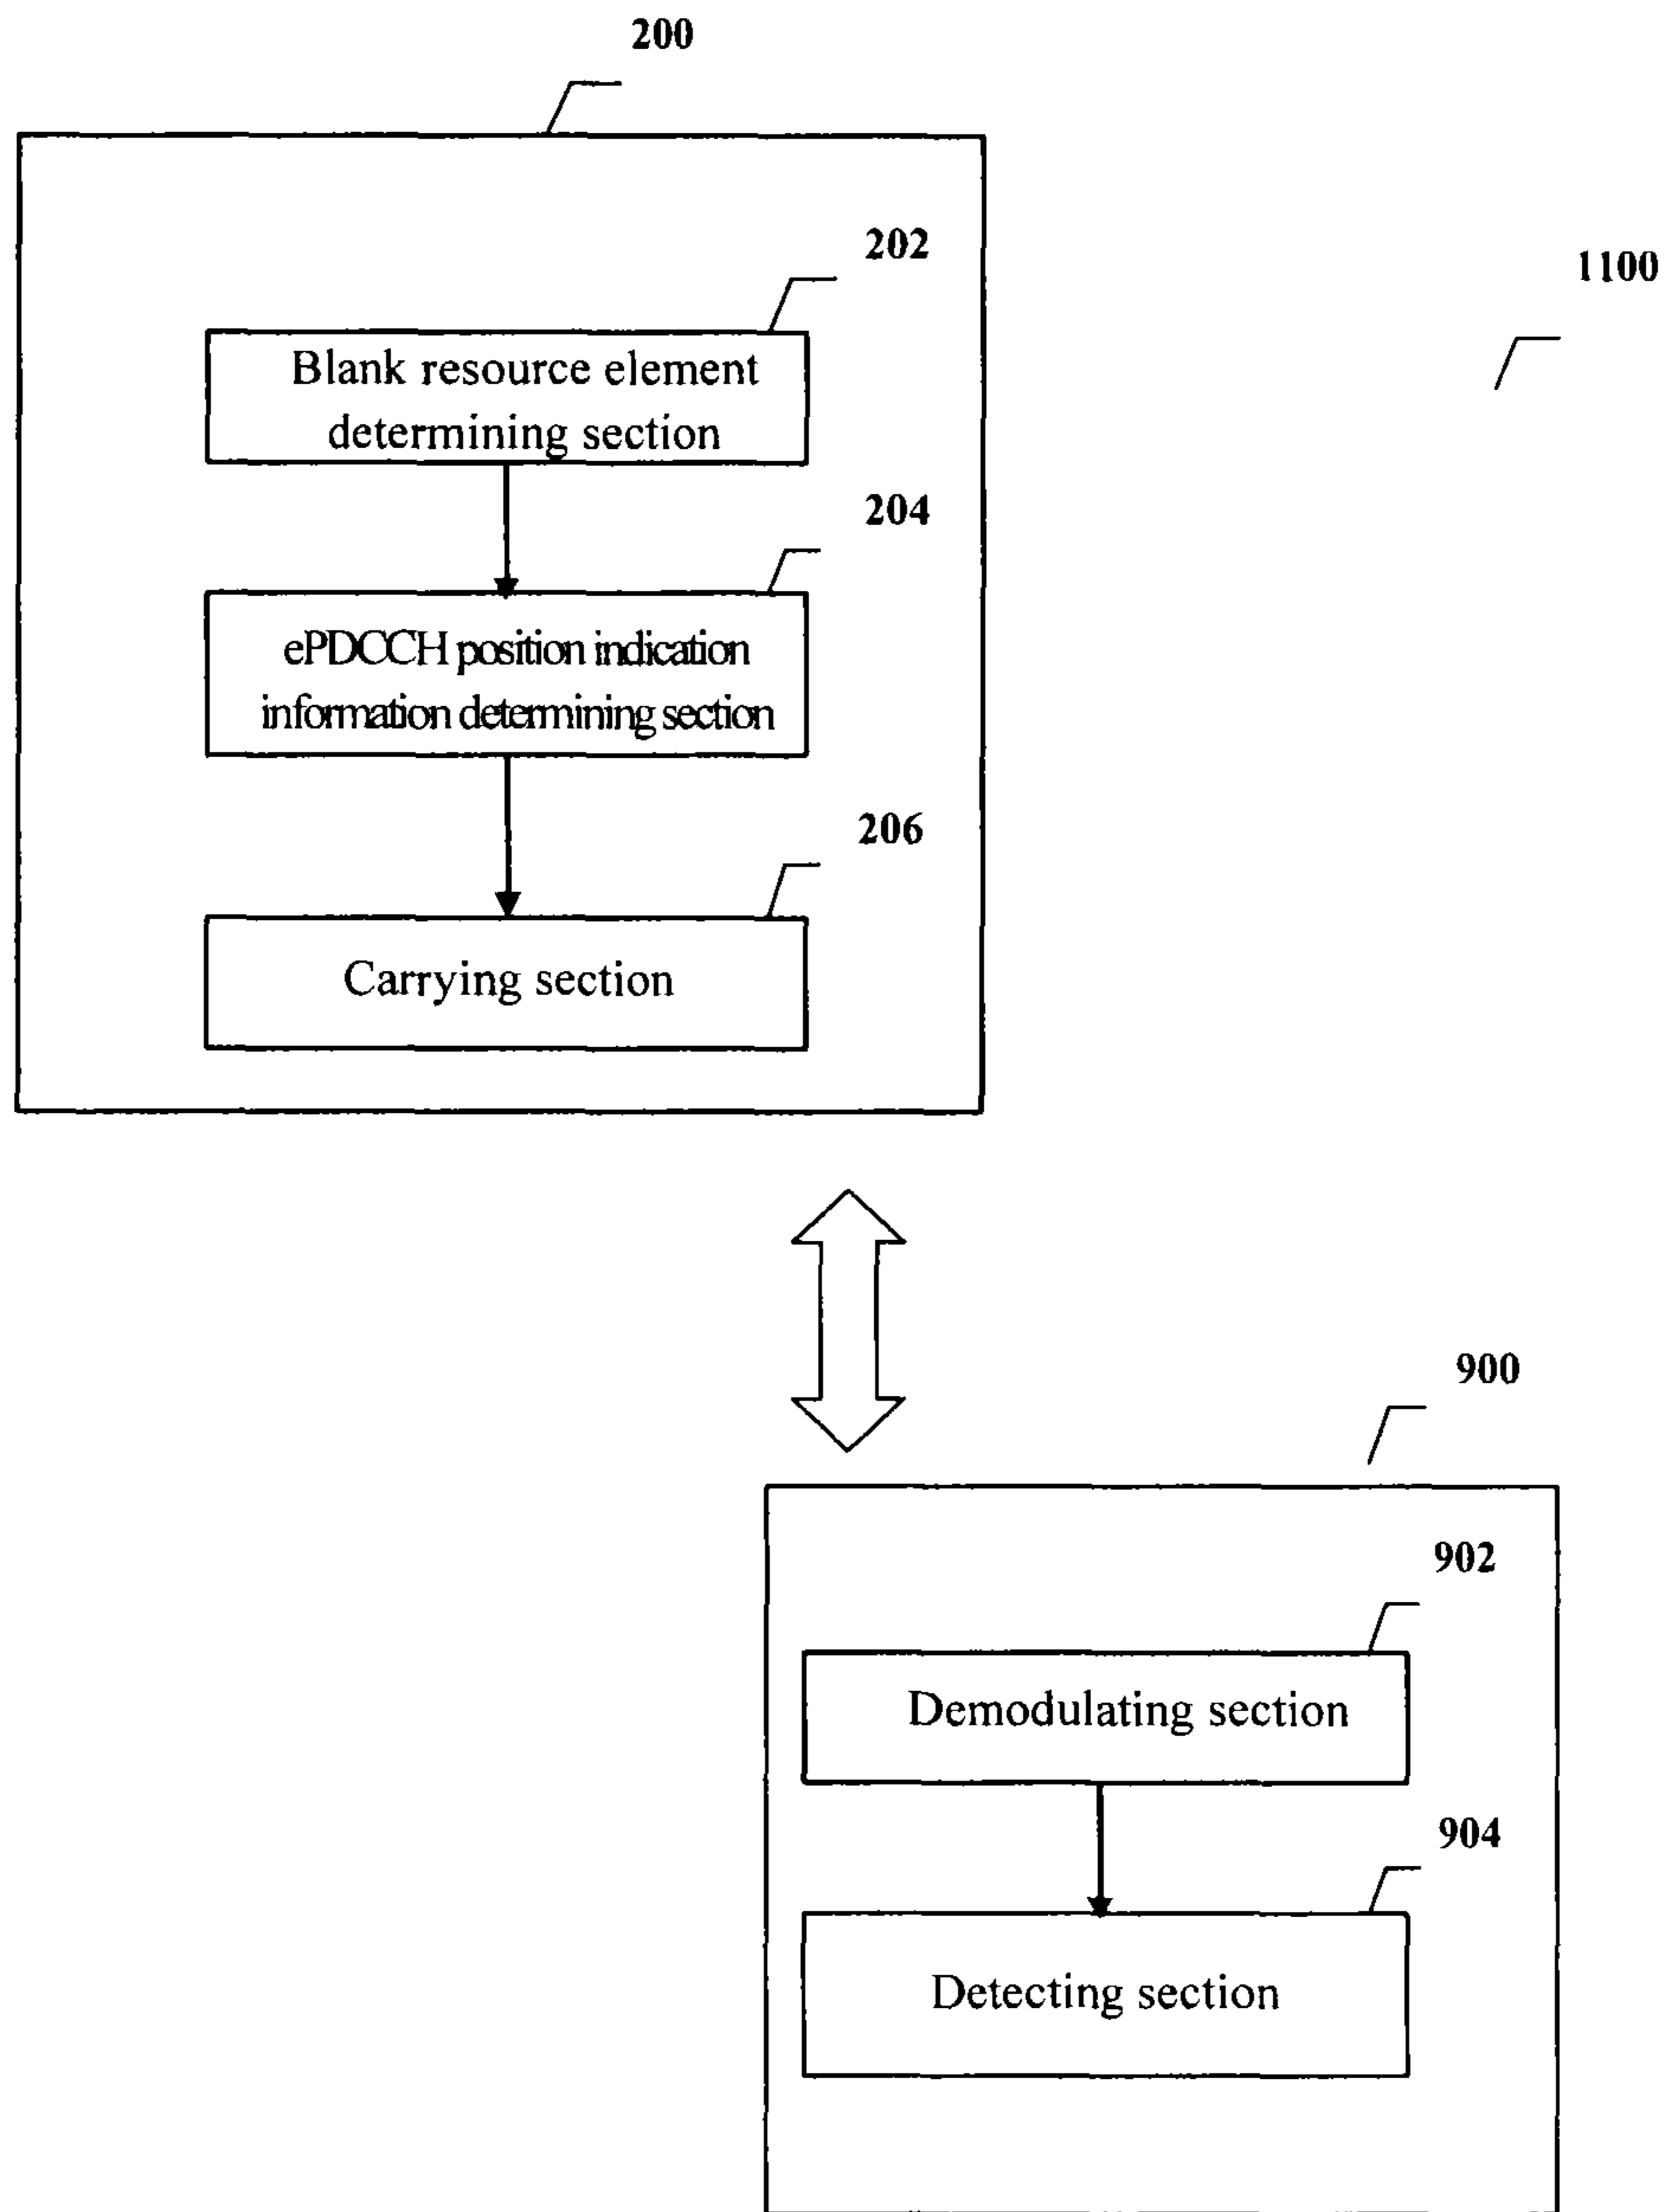 200
202
1100
Blank resource element
determining section
204
ePDCCH position indication
information determining section
206
Carrying section
900
902
Demodulating section
904
Detecting section